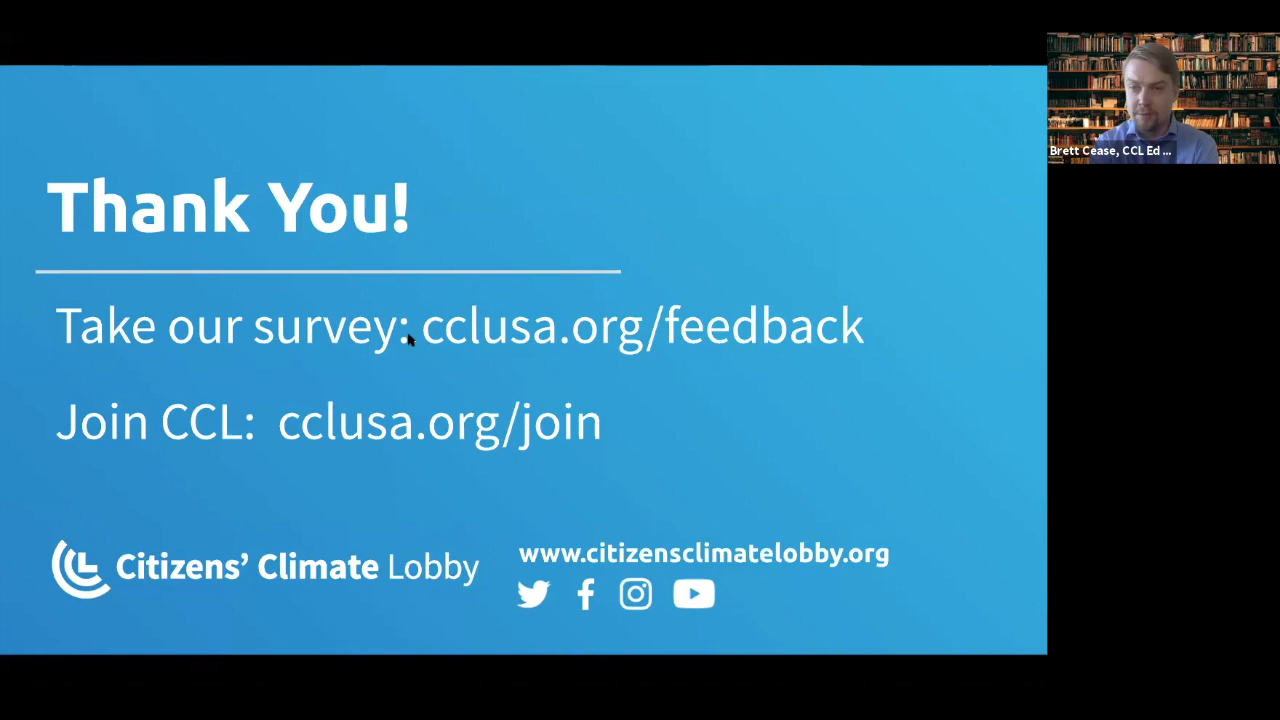 Thank You!
Take our survey: cclusa.org/feedback
Join CCL: cclusa.org/join
Citizens’ Climate Lobby
www.citizensclimatelobby.org
Brett Cease, CCL Ed ...